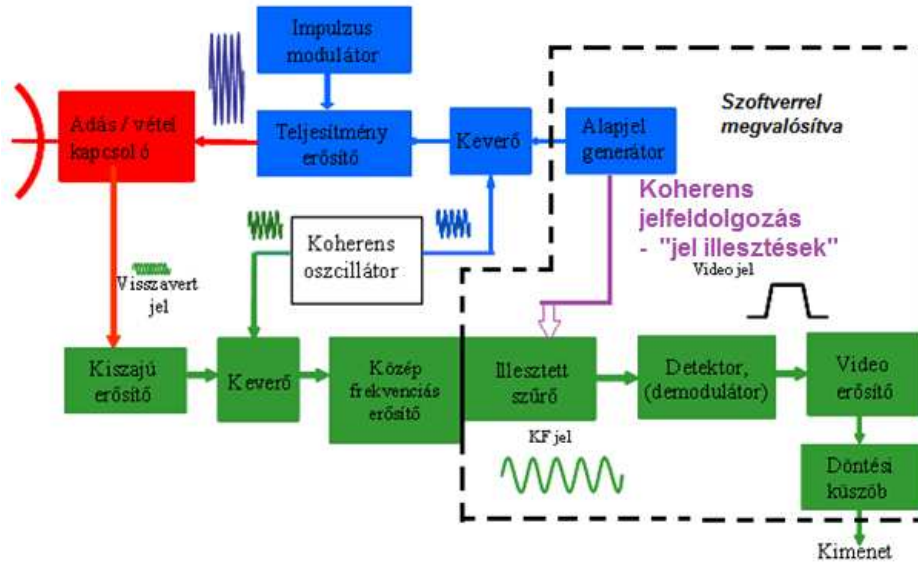 Impulzus
modulátor
Szoftverrel
megvalósítva
Adás / vétel
kapcsoló
Teljesítmény
erősítő
Keverő
Alapjel
generátor
Koherens
jelfeldolgozás
- "jel illesztések"
Koherens
oszcillátor
Video jel
Visszavert
jel
Kiszajú
erősítő
Keverő
Közép
frekvenciás
erősítő
Illesztett
szűrő
Detektor,
(demodulátor)
Video
erősítő
KF jel
Döntési
küszöb
Kimenet